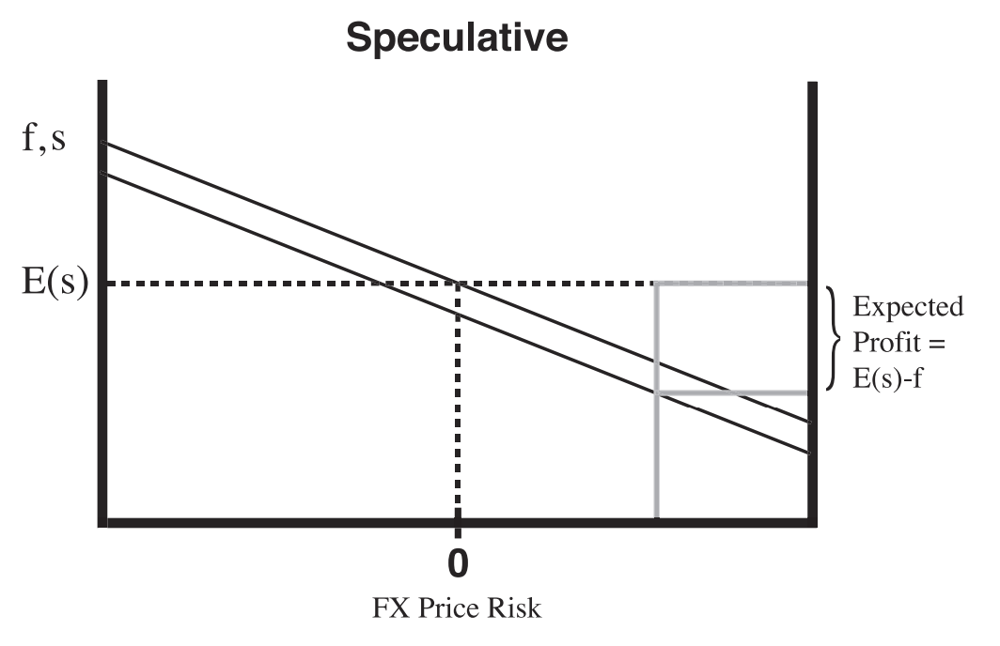 Speculative
f,s
E(s)
Expected
Profit =
E(s)-f
0
FX Price Risk